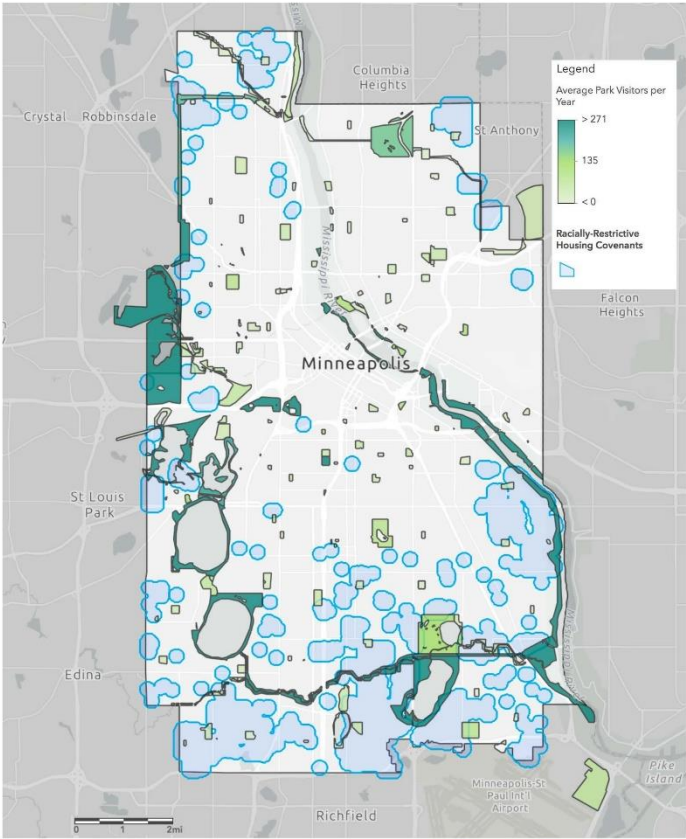 Columbia
Heights
Crystal
Robbinsdale
St Anthony
Legend
Average Park Visitors per
Year
> 271
135
< 0
Racially-Restrictive
Housing Covenants
Falcon
Heights
Mississippi River
Minneapolis
St Louis
Park
Edina
Mississippi River
Minneapolis-St
Paul Int'l
Airport
Pike
Island
Richfield
0 1 2mi